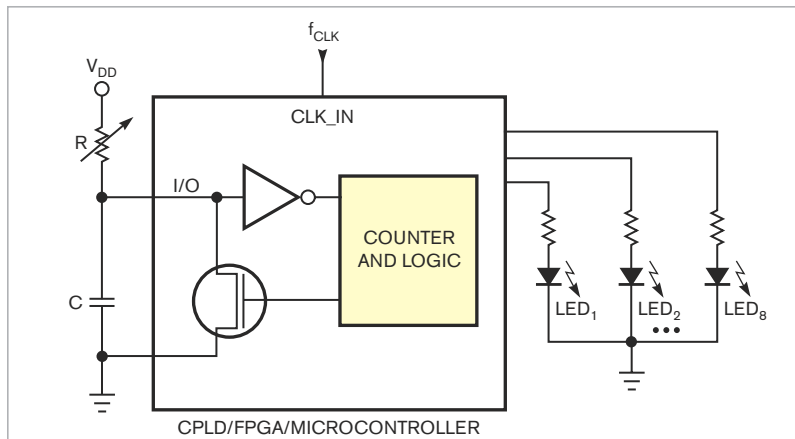 f_CLK
V_DD
CLK_IN
R
I/O
COUNTER
AND LOGIC
C
LED_1
LED_2
LED_8
CPLD/FPGA/MICROCONTROLLER